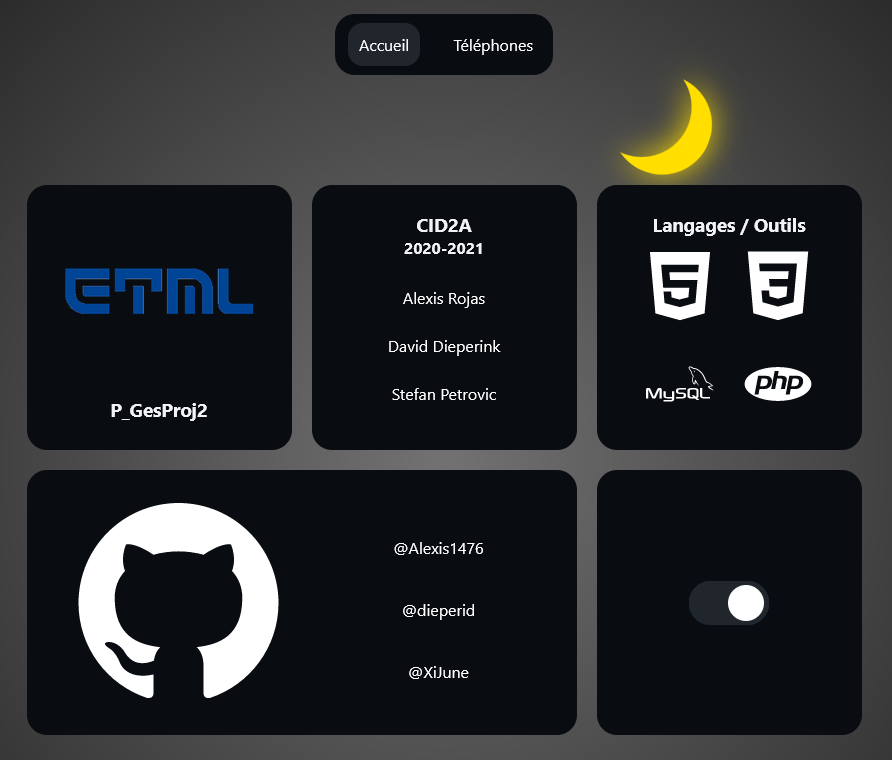 Accueil
Téléphones
ETML
P_GesProj2
CID2A
2020-2021
Alexis Rojas
David Dieperink
Stefan Petrovic
Langages / Outils
5
3
MySQL
php
@Alexis1476
@dieperid
@XiJune